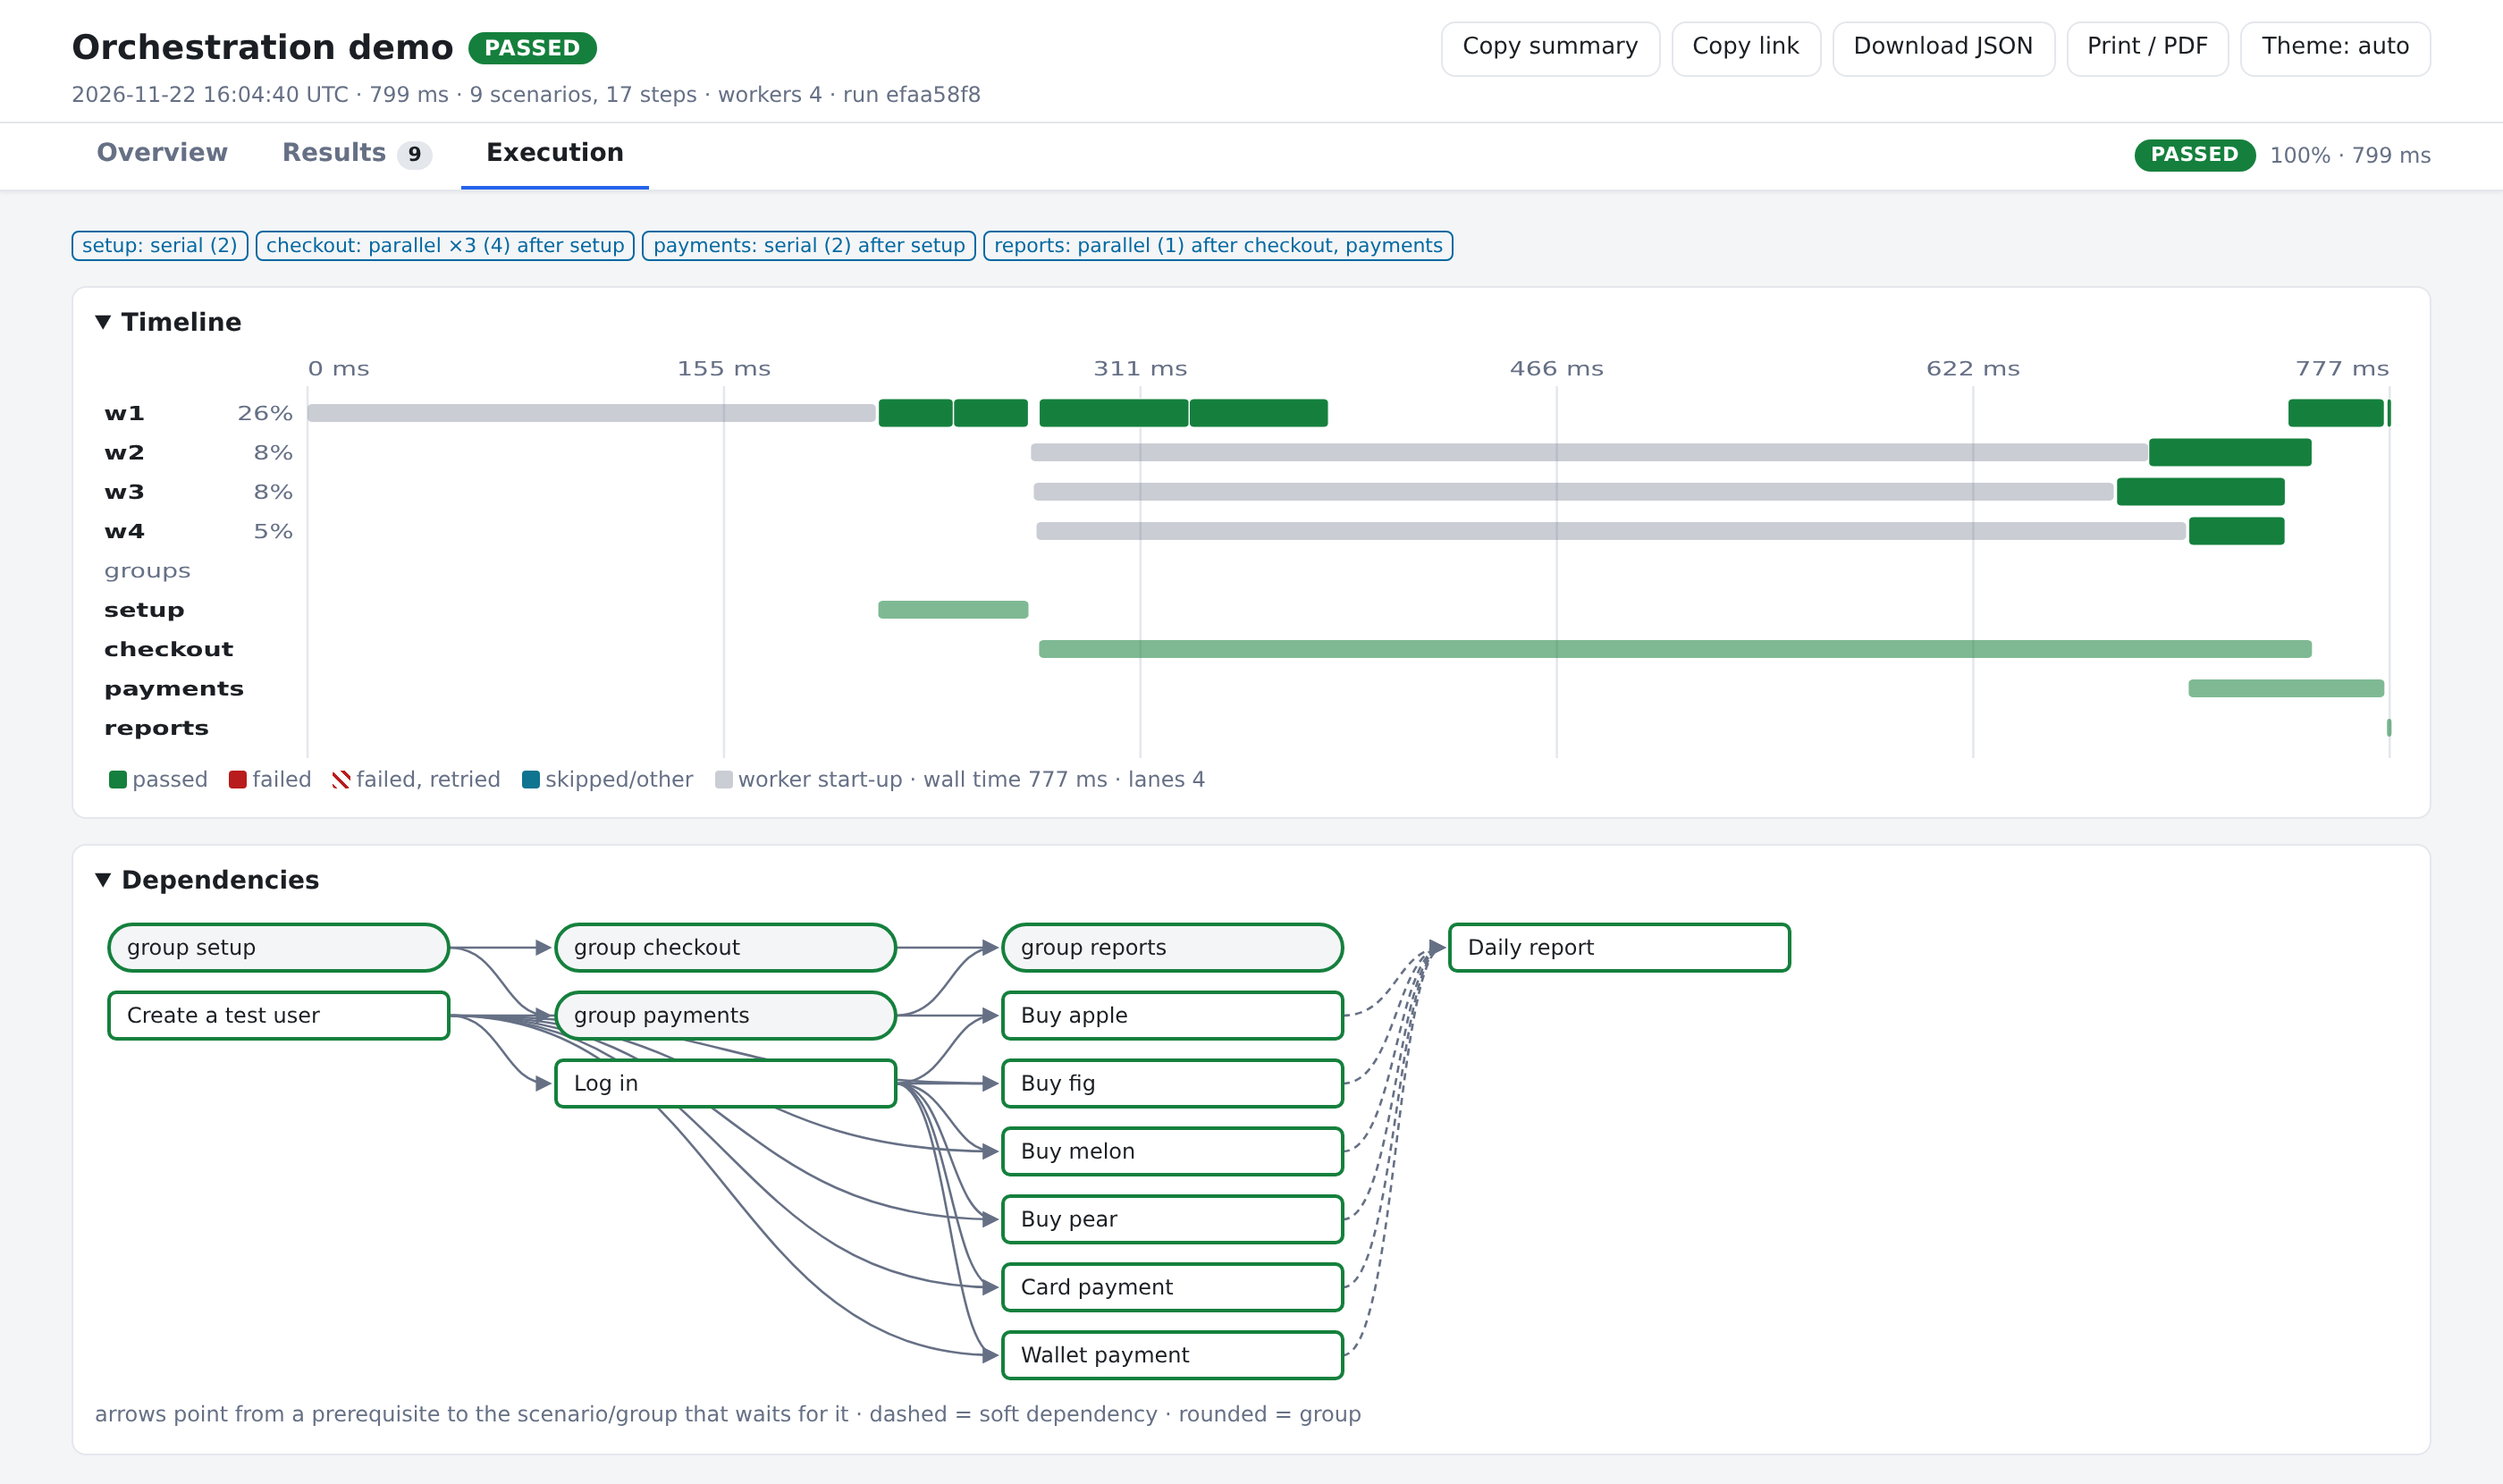 Orchestration demo PASSED
Copy summary Copy link Download JSON Print / PDF Theme: auto
2026-11-22 16:04:40 UTC · 799 ms · 9 scenarios, 17 steps · workers 4 · run efaa58f8
Overview Results 9 Execution
PASSED 100% · 799 ms
setup: serial (2) checkout: parallel ×3 (4) after setup payments: serial (2) after setup reports: parallel (1) after checkout, payments
▼ Timeline
0 ms 155 ms 311 ms 466 ms 622 ms 777 ms
w1 26%
w2 8%
w3 8%
w4 5%
groups
setup
checkout
payments
reports
passed failed failed, retried skipped/other worker start-up · wall time 777 ms · lanes 4
▼ Dependencies
group setup group checkout group reports Daily report
Create a test user group payments Buy apple
Log in Buy fig
Buy melon
Buy pear
Card payment
Wallet payment
arrows point from a prerequisite to the scenario/group that waits for it · dashed = soft dependency · rounded = group